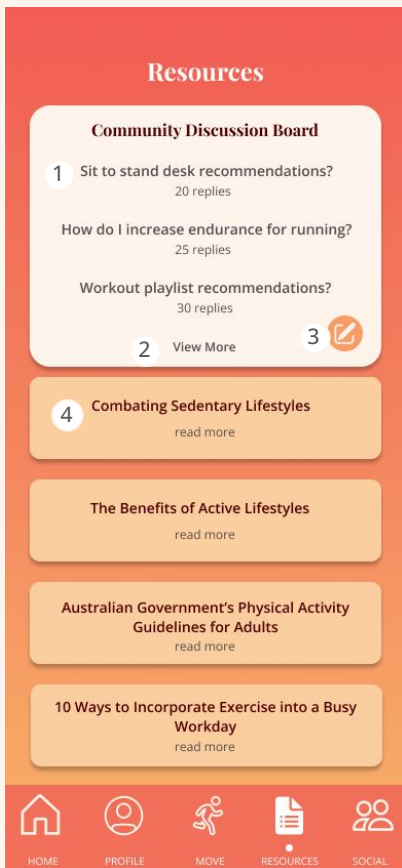 Resources
Community Discussion Board
1 Sit to stand desk recommendations?
20 replies
How do I increase endurance for running?
25 replies
Workout playlist recommendations?
30 replies
3
2 View More
4 Combating Sedentary Lifestyles
read more
The Benefits of Active Lifestyles
read more
Australian Government’s Physical Activity
Guidelines for Adults
read more
10 Ways to Incorporate Exercise into a Busy
Workday
read more
HOME PROFILE MOVE RESOURCES SOCIAL